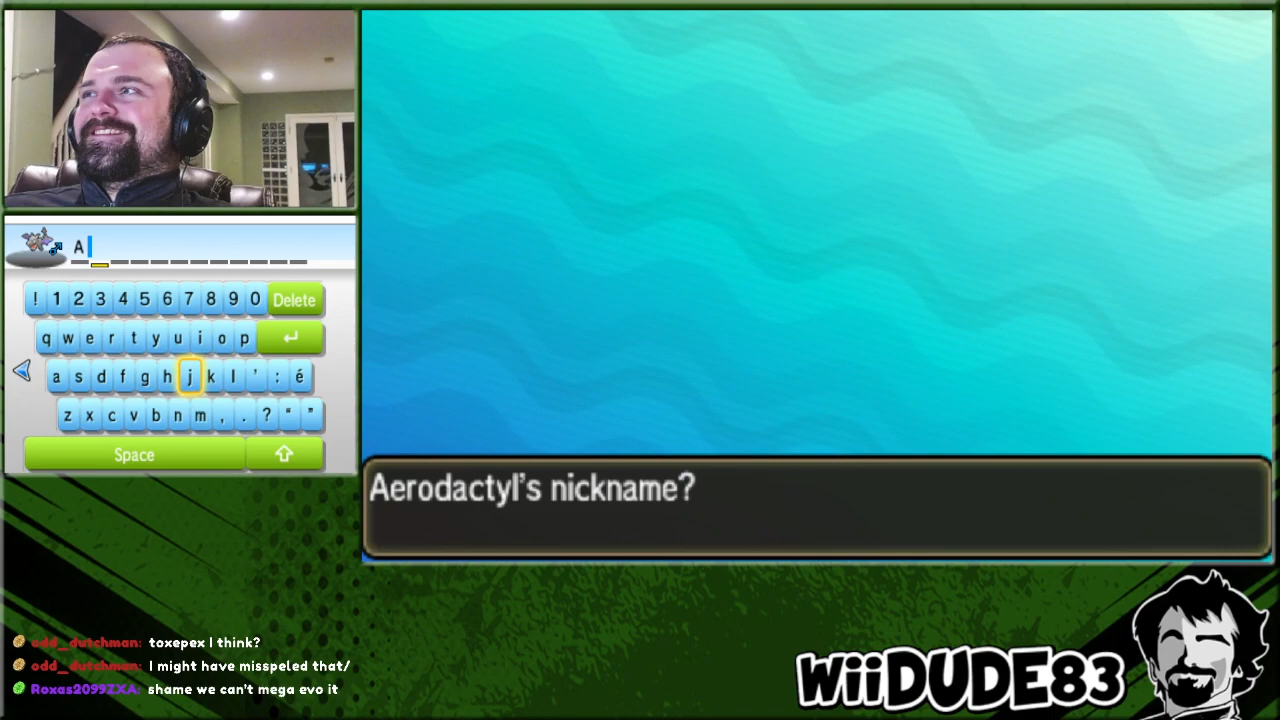 A
! 1 2 3 4 5 6 7 8 9 0 Delete
q w e r t y u i o p
a s d f g h j k l ' : é
z x c v b n m , . ? “ ”
Space
Aerodactyl's nickname?
odd_dutchman: toxepex I think?
odd_dutchman: I might have misspeled that/
Roxas2099ZXA: shame we can't mega evo it
WiiDUDE83